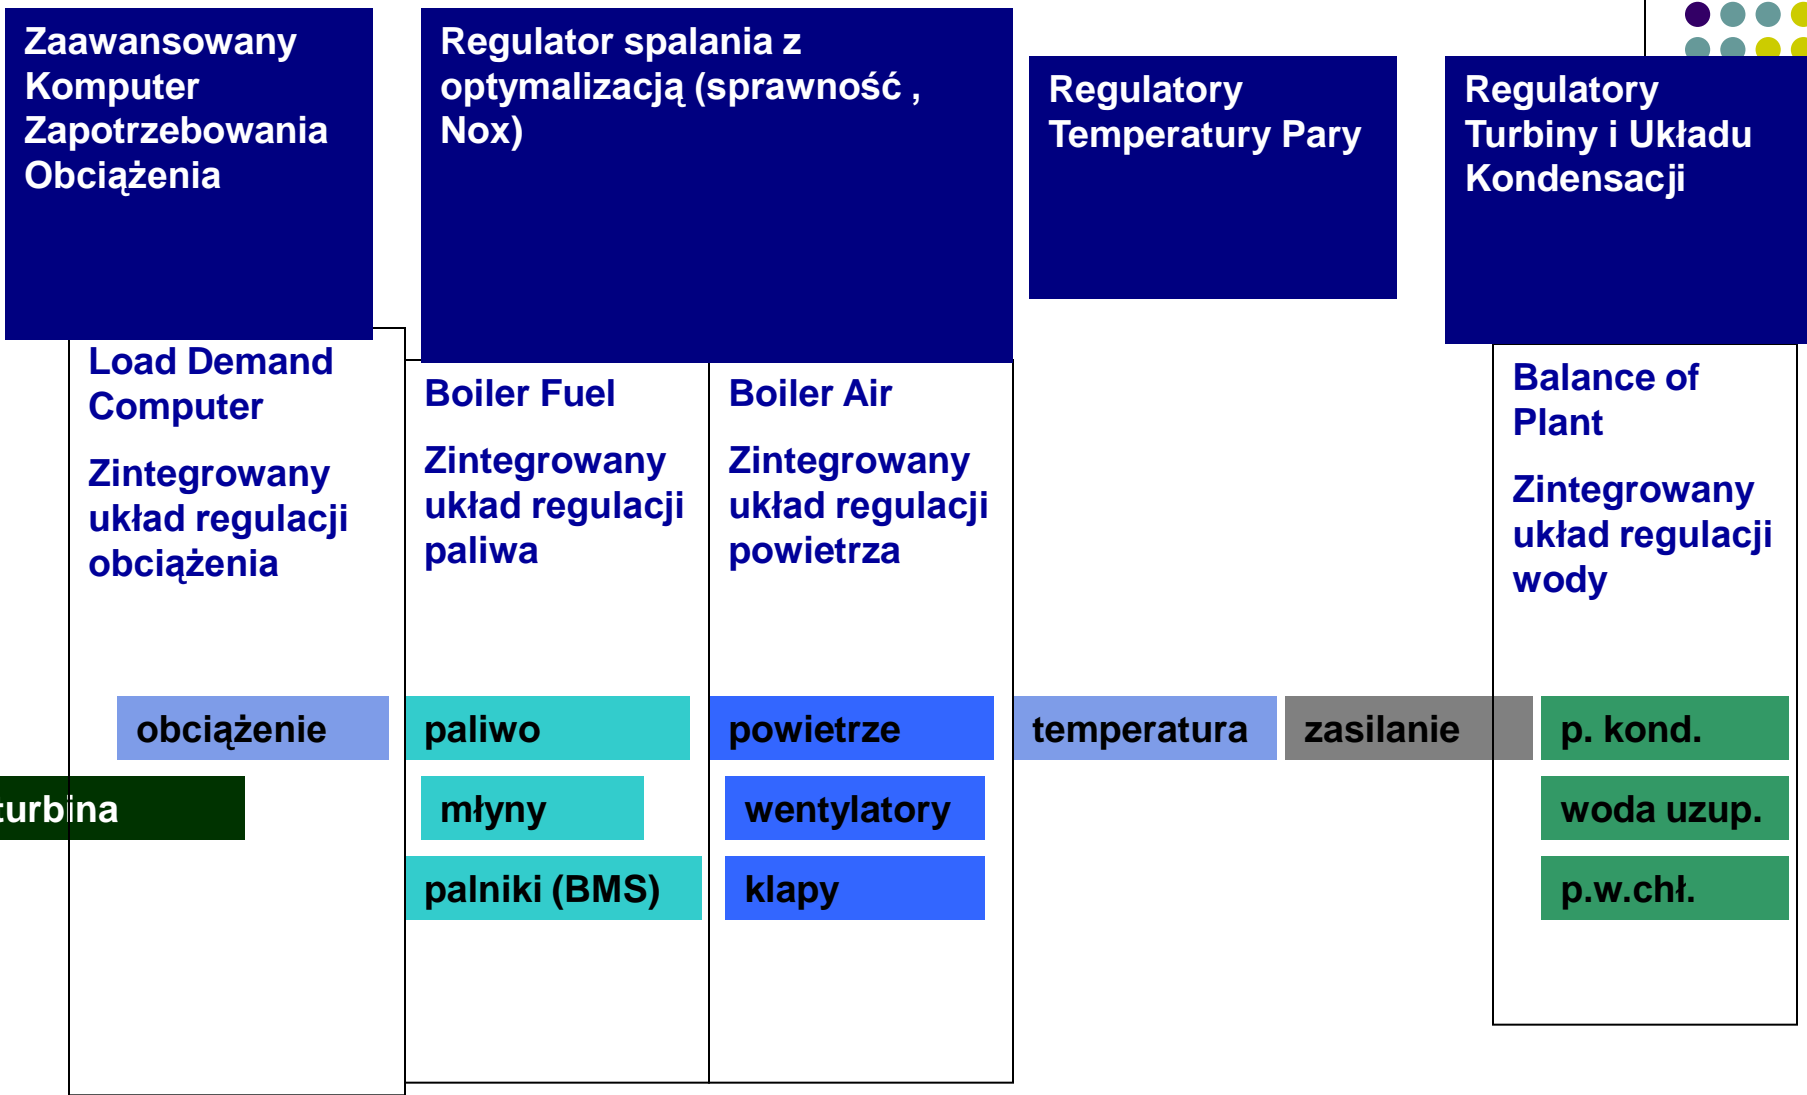 Zaawansowany
Komputer
Zapotrzebowania
Obciążenia
Regulator spalania z
optymalizacją (sprawność ,
Nox)
Regulatory
Temperatury Pary
Regulatory
Turbiny i Układu
Kondensacji
Load Demand
Computer
Zintegrowany
układ regulacji
obciążenia
Boiler Fuel
Zintegrowany
układ regulacji
paliwa
Boiler Air
Zintegrowany
układ regulacji
powietrza
Balance of
Plant
Zintegrowany
układ regulacji
wody
obciążenie
paliwo
powietrze
temperatura
zasilanie
p. kond.
turbina
młyny
wentylatory
woda uzup.
palniki (BMS)
klapy
p.w.chł.